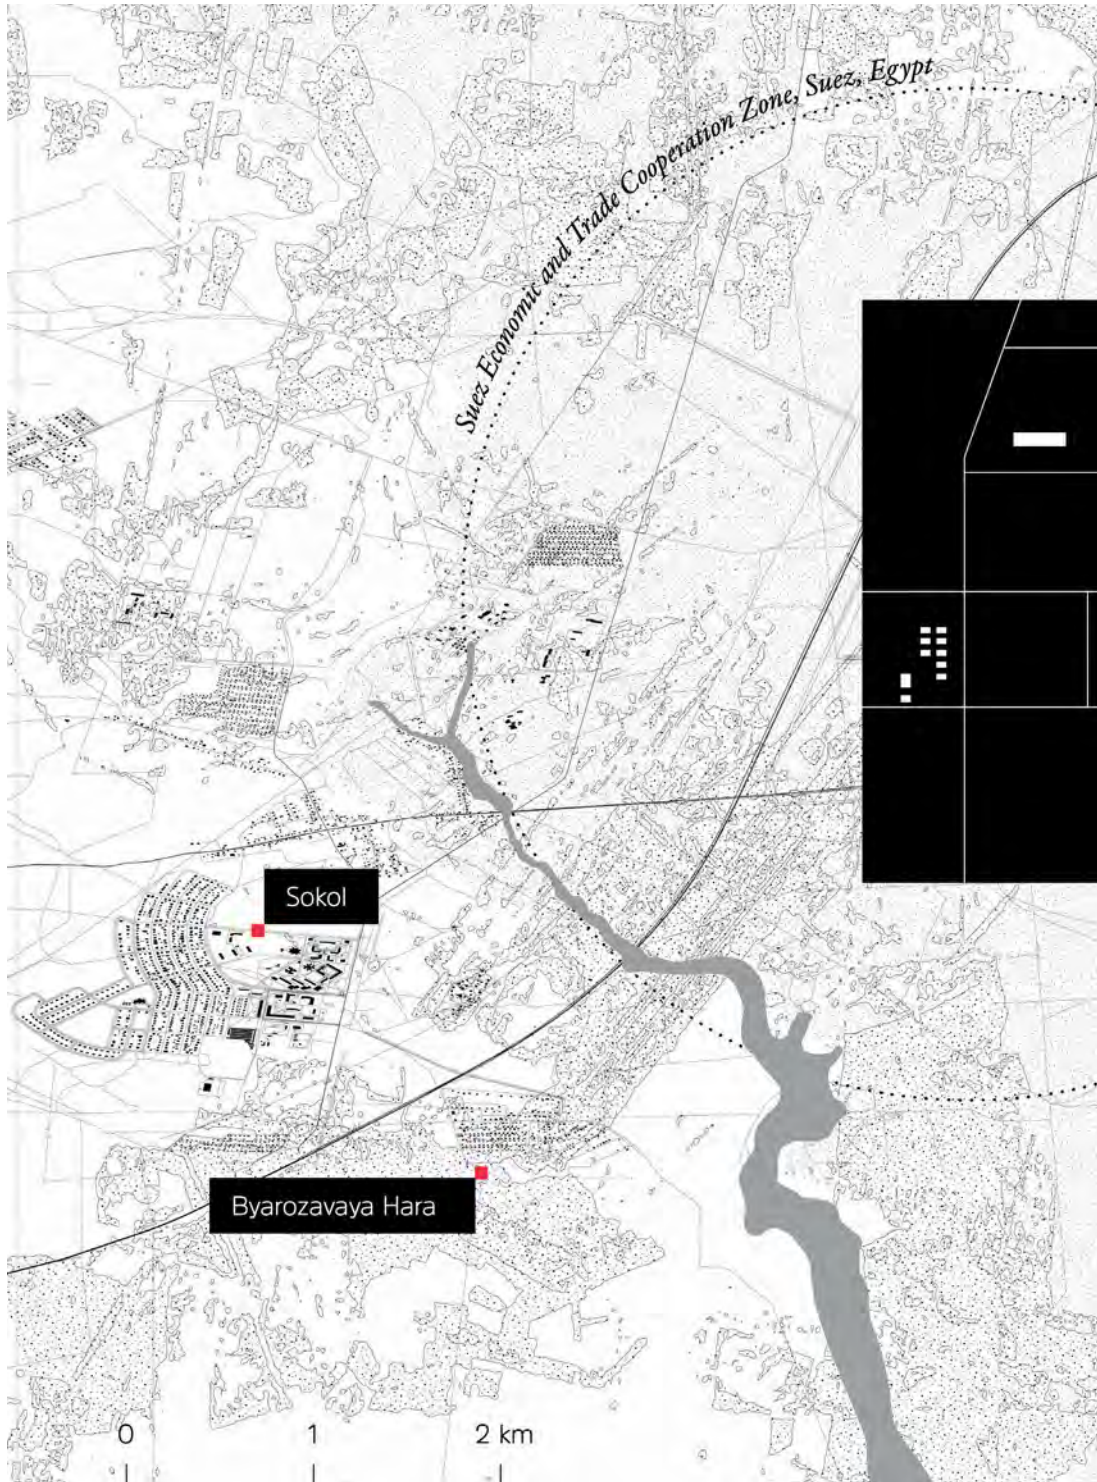 Suez Economic and Trade Cooperation Zone, Suez, Egypt
Sokol
Byarozavaya Hara
0 1 2 km